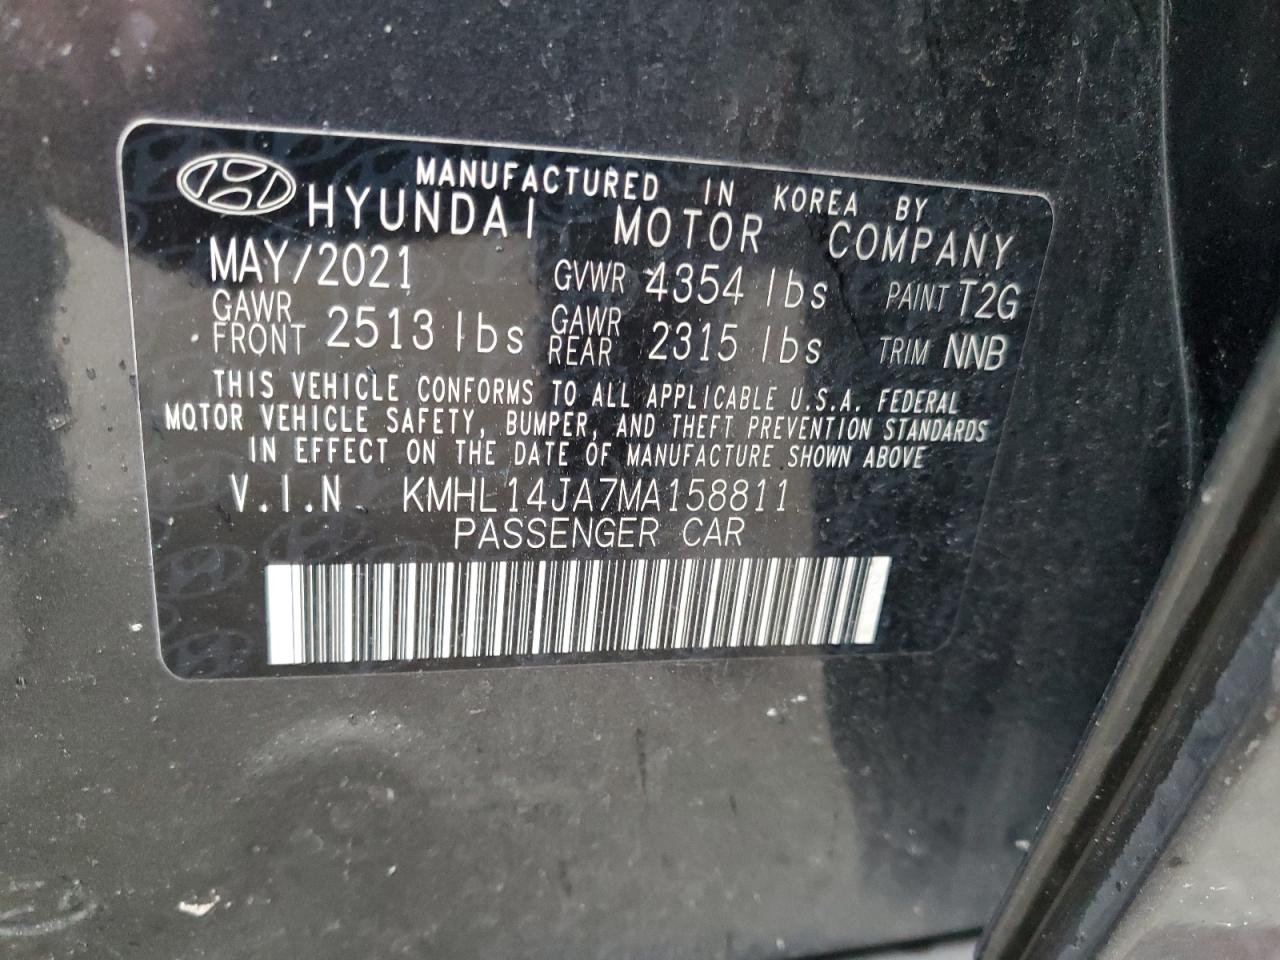 MANUFACTURED IN KOREA BY
HYUNDAI MOTOR COMPANY
MAY/2021 GVWR 4354 lbs PAINT T2G
GAWR FRONT 2513 lbs GAWR REAR 2315 lbs TRIM NNB
THIS VEHICLE CONFORMS TO ALL APPLICABLE U.S.A. FEDERAL
MOTOR VEHICLE SAFETY, BUMPER, AND THEFT PREVENTION STANDARDS
IN EFFECT ON THE DATE OF MANUFACTURE SHOWN ABOVE
V.I.N KMHL14JA7MA158811
PASSENGER CAR